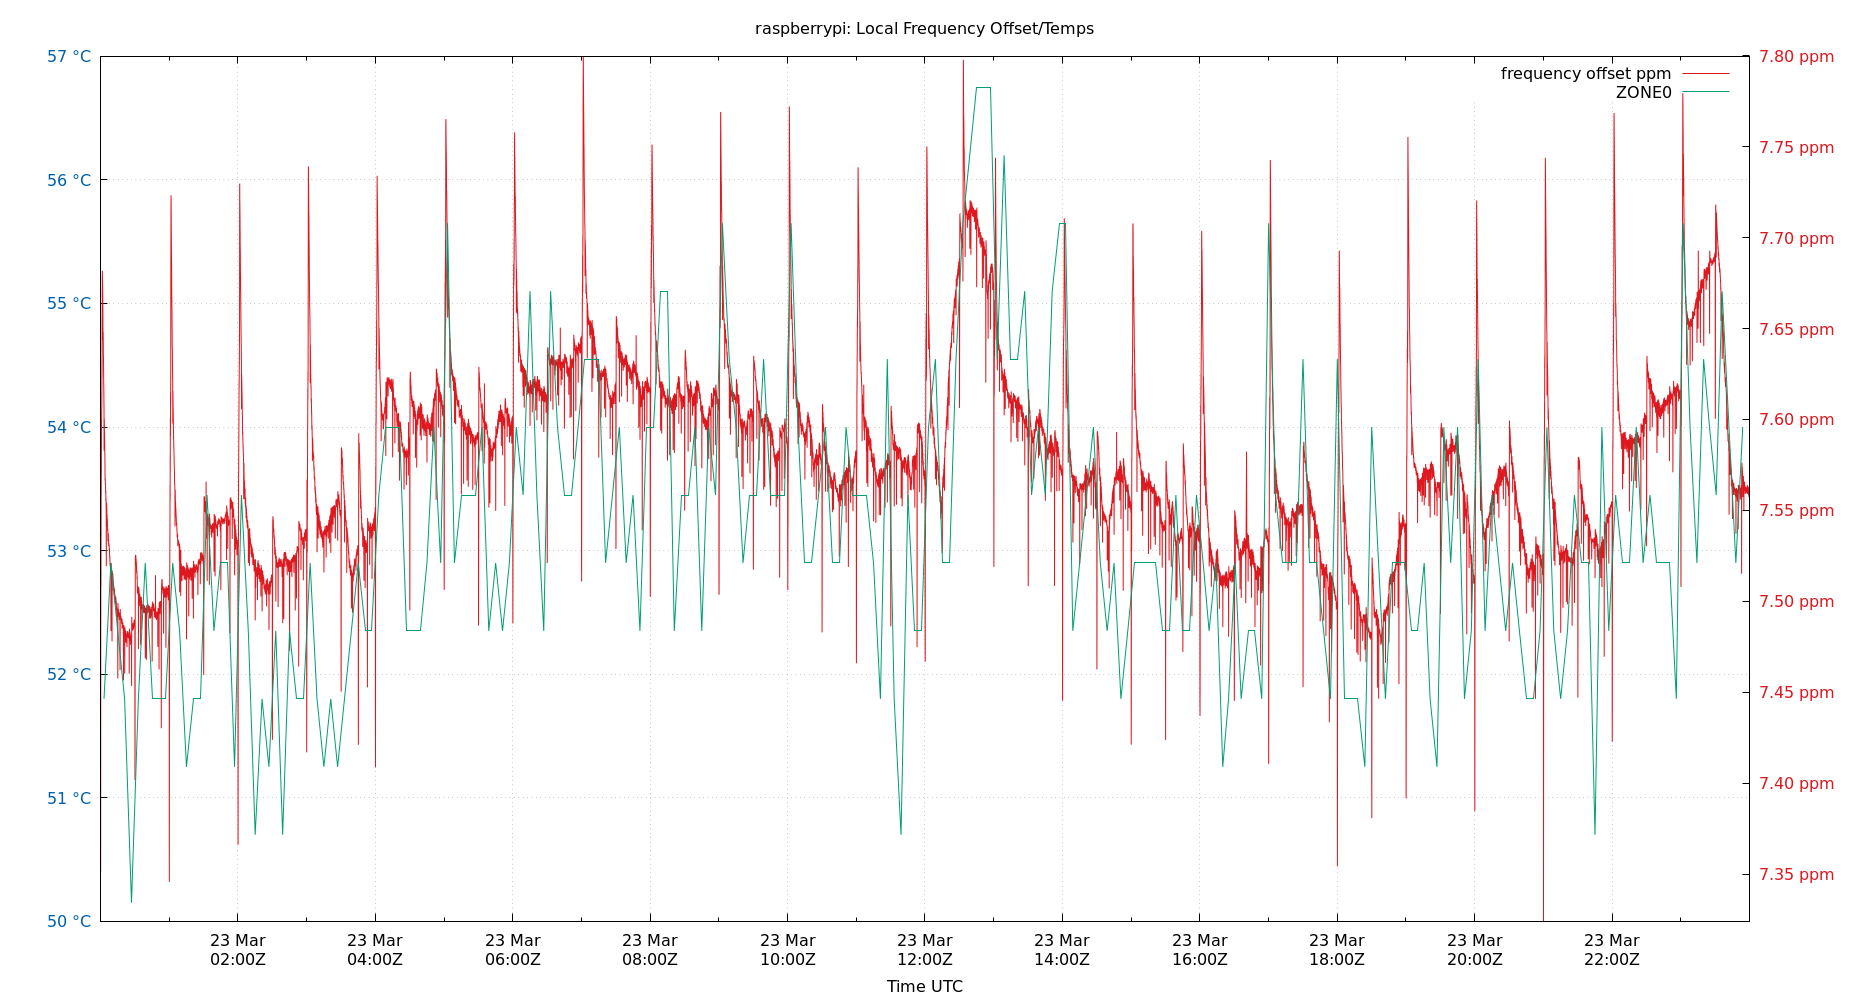 raspberrypi: Local Frequency Offset/Temps
57 °C
56 °C
55 °C
54 °C
53 °C
52 °C
51 °C
50 °C
7.80 ppm
7.75 ppm
7.70 ppm
7.65 ppm
7.60 ppm
7.55 ppm
7.50 ppm
7.45 ppm
7.40 ppm
7.35 ppm
frequency offset ppm
ZONE0
23 Mar
02:00Z
23 Mar
04:00Z
23 Mar
06:00Z
23 Mar
08:00Z
23 Mar
10:00Z
23 Mar
12:00Z
23 Mar
14:00Z
23 Mar
16:00Z
23 Mar
18:00Z
23 Mar
20:00Z
23 Mar
22:00Z
Time UTC